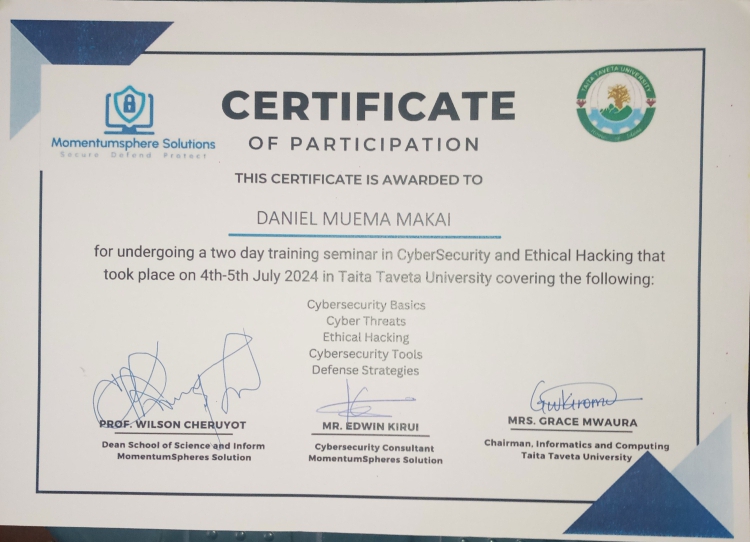 Momentumsphere Solutions
Secure Defend Protect
TAITA TAVETA UNIVERSITY
CERTIFICATE
OF PARTICIPATION
THIS CERTIFICATE IS AWARDED TO
DANIEL MUEMA MAKAI
for undergoing a two day training seminar in CyberSecurity and Ethical Hacking that
took place on 4th-5th July 2024 in Taita Taveta University covering the following:
Cybersecurity Basics
Cyber Threats
Ethical Hacking
Cybersecurity Tools
Defense Strategies
PROF. WILSON CHERUYOT
Dean School of Science and Inform
MomentumSpheres Solution
MR. EDWIN KIRUI
Cybersecurity Consultant
MomentumSpheres Solution
MRS. GRACE MWAURA
Chairman, Informatics and Computing
Taita Taveta University